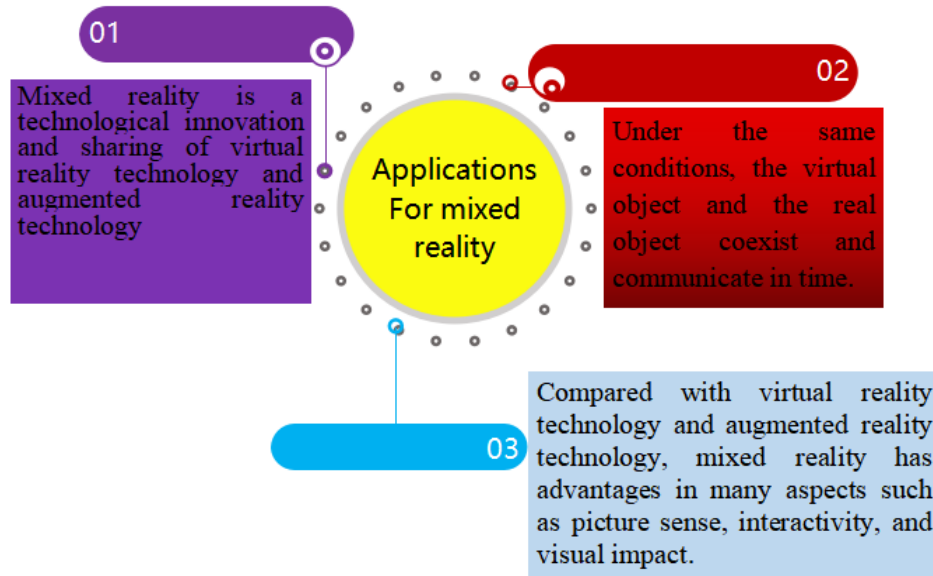 01
Mixed reality is a
technological innovation
and sharing of virtual
reality technology and
augmented reality
technology
Applications
For mixed
reality
02
Under the same
conditions, the virtual
object and the real
object coexist and
communicate in time.
03
Compared with virtual reality
technology and augmented reality
technology, mixed reality has
advantages in many aspects such
as picture sense, interactivity, and
visual impact.